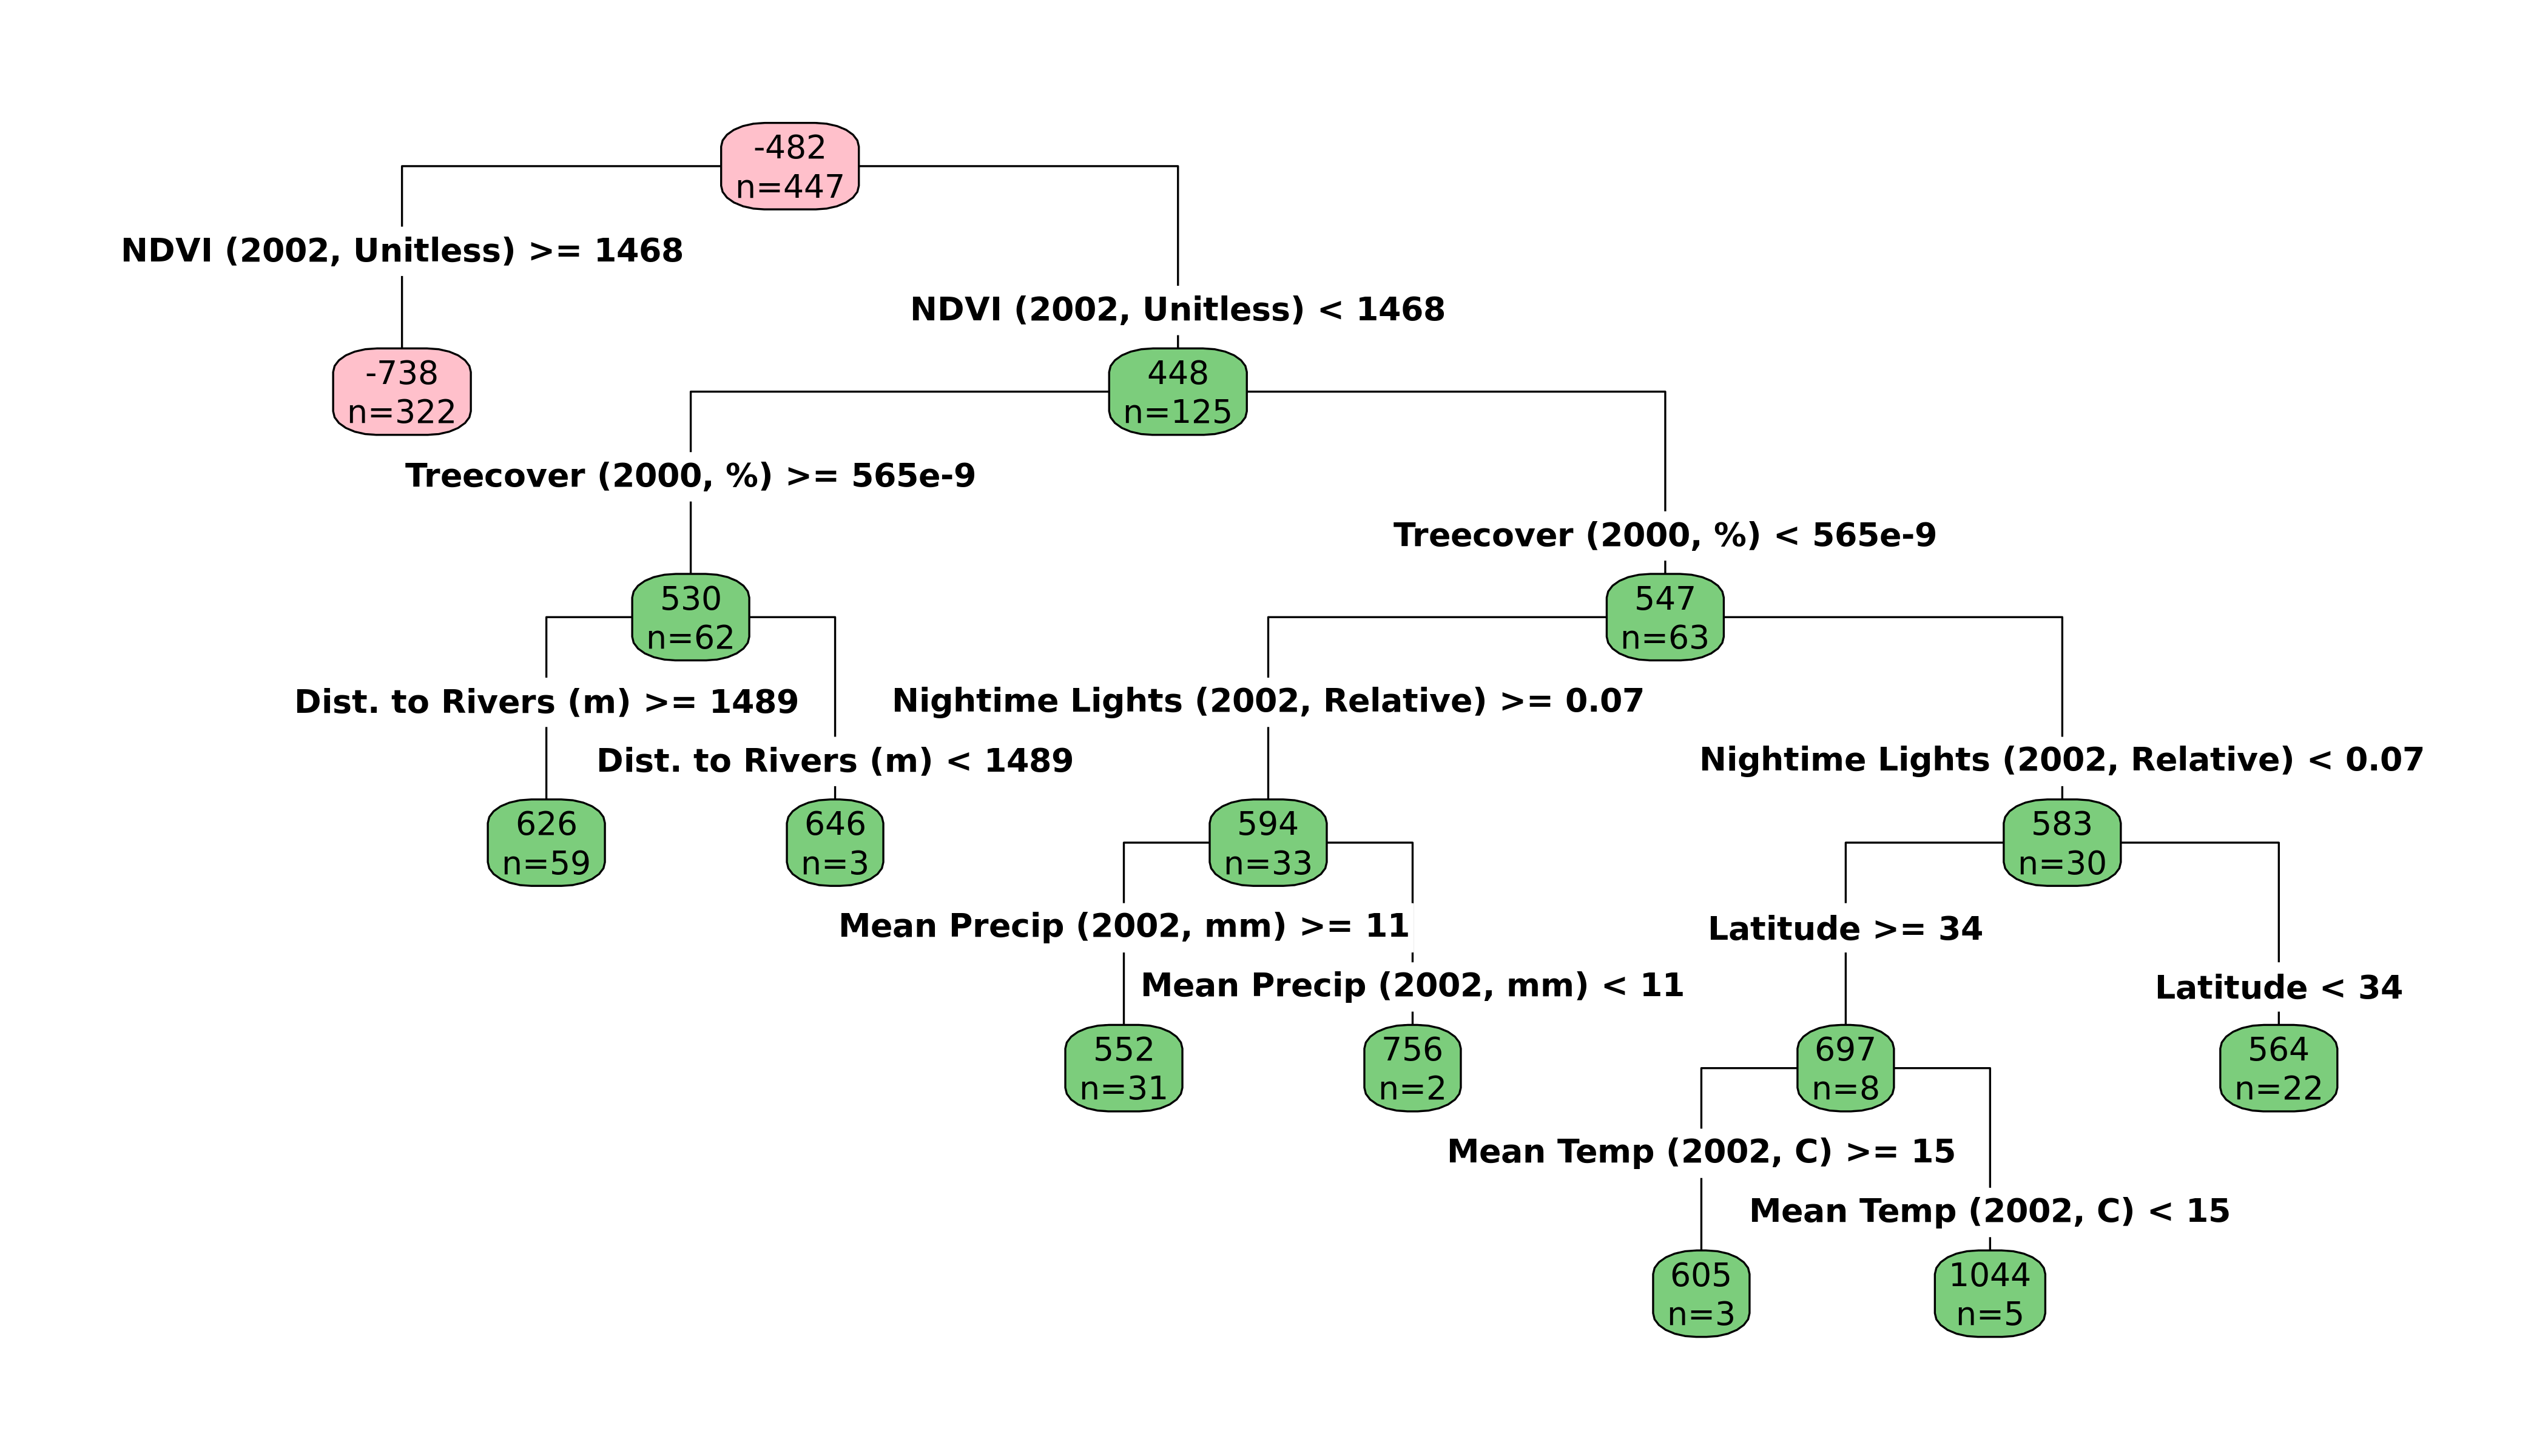 -482
n=447
NDVI (2002, Unitless) >= 1468
NDVI (2002, Unitless) < 1468
-738
n=322
448
n=125
Treecover (2000, %) >= 565e-9
Treecover (2000, %) < 565e-9
530
n=62
547
n=63
Dist. to Rivers (m) >= 1489
Dist. to Rivers (m) < 1489
Nightime Lights (2002, Relative) >= 0.07
Nightime Lights (2002, Relative) < 0.07
626
n=59
646
n=3
594
n=33
583
n=30
Mean Precip (2002, mm) >= 11
Mean Precip (2002, mm) < 11
Latitude >= 34
Latitude < 34
552
n=31
756
n=2
697
n=8
564
n=22
Mean Temp (2002, C) >= 15
Mean Temp (2002, C) < 15
605
n=3
1044
n=5